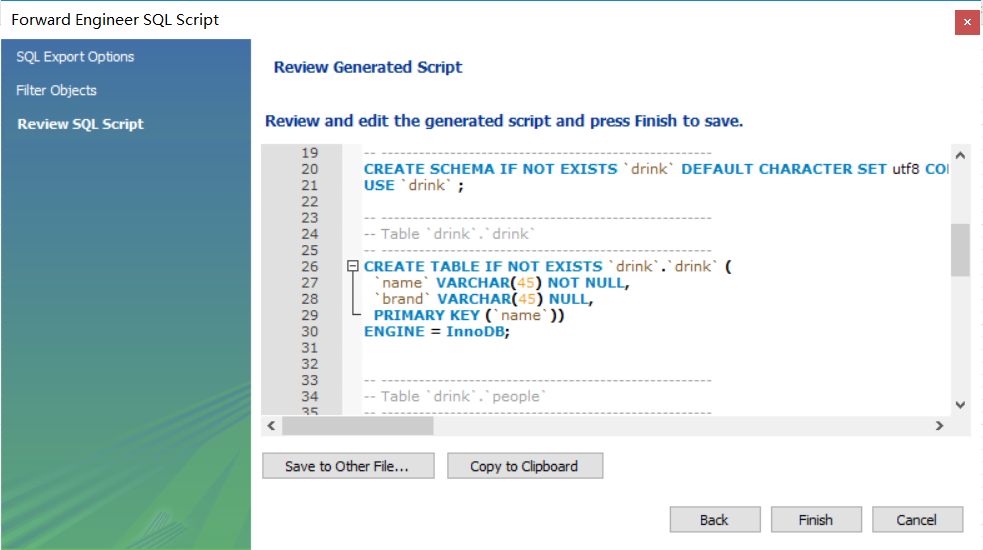 Forward Engineer SQL Script
SQL Export Options
Filter Objects
Review SQL Script
Review Generated Script
Review and edit the generated script and press Finish to save.
19 -- -----------------------------------------------------
20 CREATE SCHEMA IF NOT EXISTS `drink` DEFAULT CHARACTER SET utf8
21 USE `drink` ;
22
23 -- -----------------------------------------------------
24 -- Table `drink`.`drink`
25 -- -----------------------------------------------------
26 CREATE TABLE IF NOT EXISTS `drink`.`drink` (
27 `name` VARCHAR(45) NOT NULL,
28 `brand` VARCHAR(45) NULL,
29 PRIMARY KEY (`name`))
30 ENGINE = InnoDB;
31
32
33 -- -----------------------------------------------------
34 -- Table `drink`.`people`
35 -- -----------------------------------------------------
Save to Other File...
Copy to Clipboard
Back
Finish
Cancel